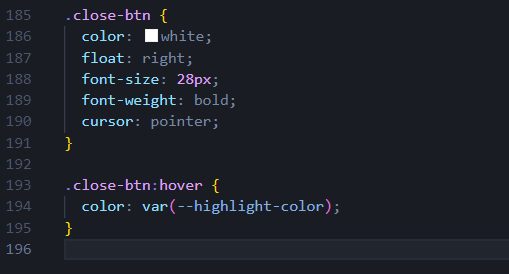 185 .close-btn {
186 color: white;
187 float: right;
188 font-size: 28px;
189 font-weight: bold;
190 cursor: pointer;
191 }
192
193 .close-btn:hover {
194 color: var(--highlight-color);
195 }
196